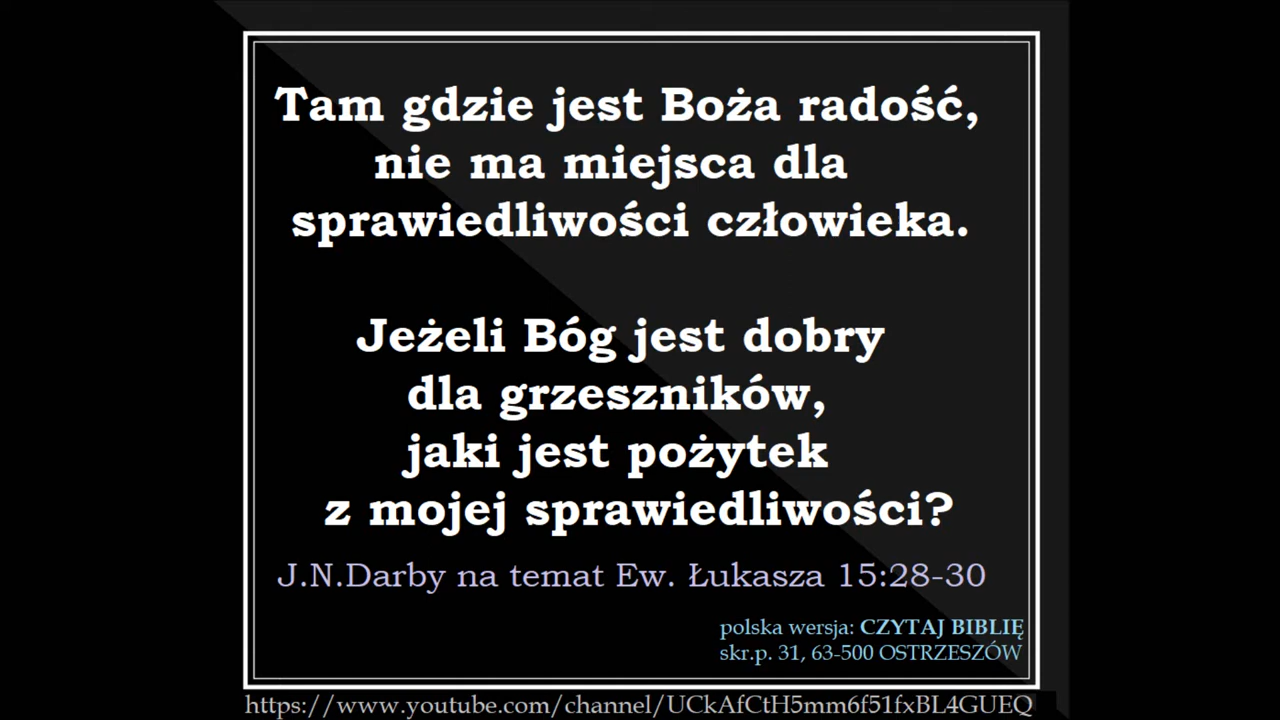 Tam gdzie jest Boża radość,
nie ma miejsca dla
sprawiedliwości człowieka.
Jeżeli Bóg jest dobry
dla grzeszników,
jaki jest pożytek
z mojej sprawiedliwości?
J.N.Darby na temat Ew. Łukasza 15:28-30
polska wersja: CZYTAJ BIBLIĘ
skr.p. 31, 63-500 OSTRZESZÓW
https://www.youtube.com/channel/UCkAfCtH5mm6f51fxBL4GUEQ